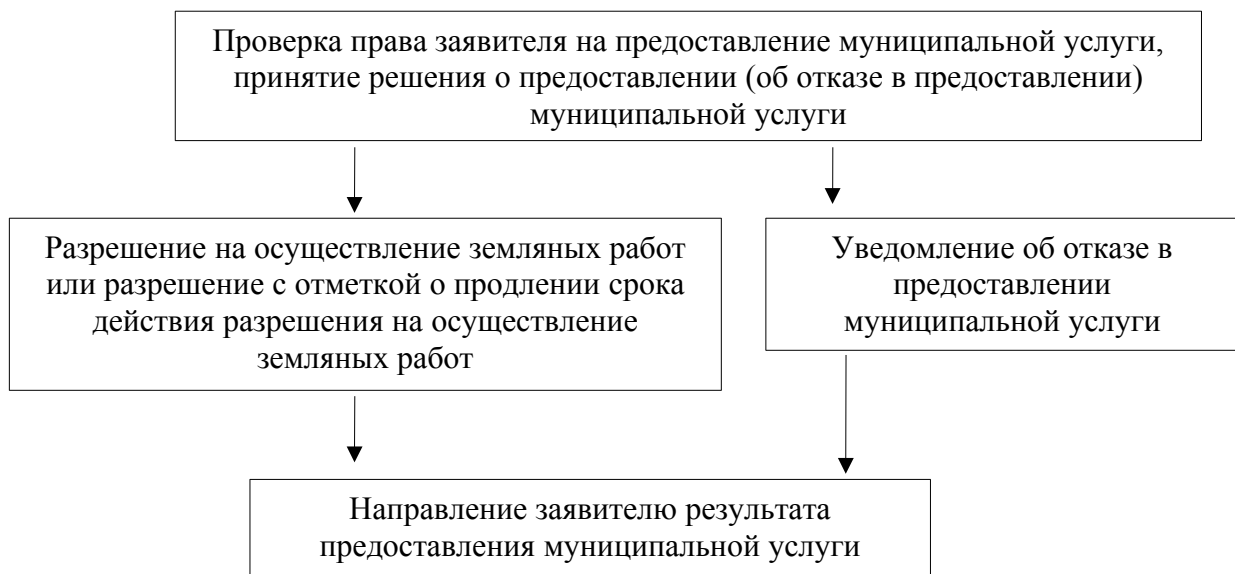 Проверка права заявителя на предоставление муниципальной услуги,
принятие решения о предоставлении (об отказе в предоставлении)
муниципальной услуги
Разрешение на осуществление земляных работ
или разрешение с отметкой о продлении срока
действия разрешения на осуществление
земляных работ
Уведомление об отказе в
предоставлении
муниципальной услуги
Направление заявителю результата
предоставления муниципальной услуги